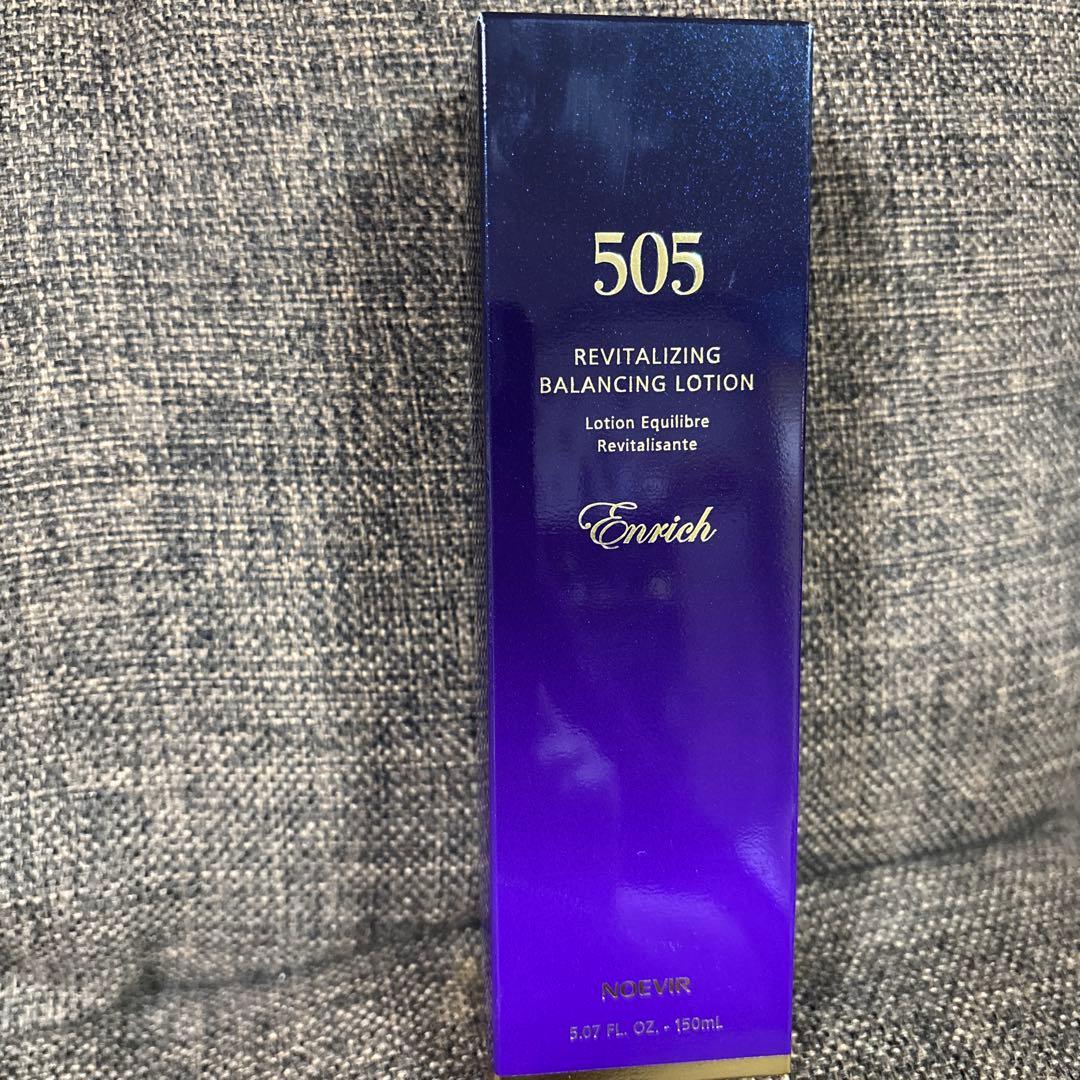 505
REVITALIZING
BALANCING LOTION
Lotion Equilibre
Revitalisante
Enrich
NOEVIR
5.07 FL. OZ. - 150mL